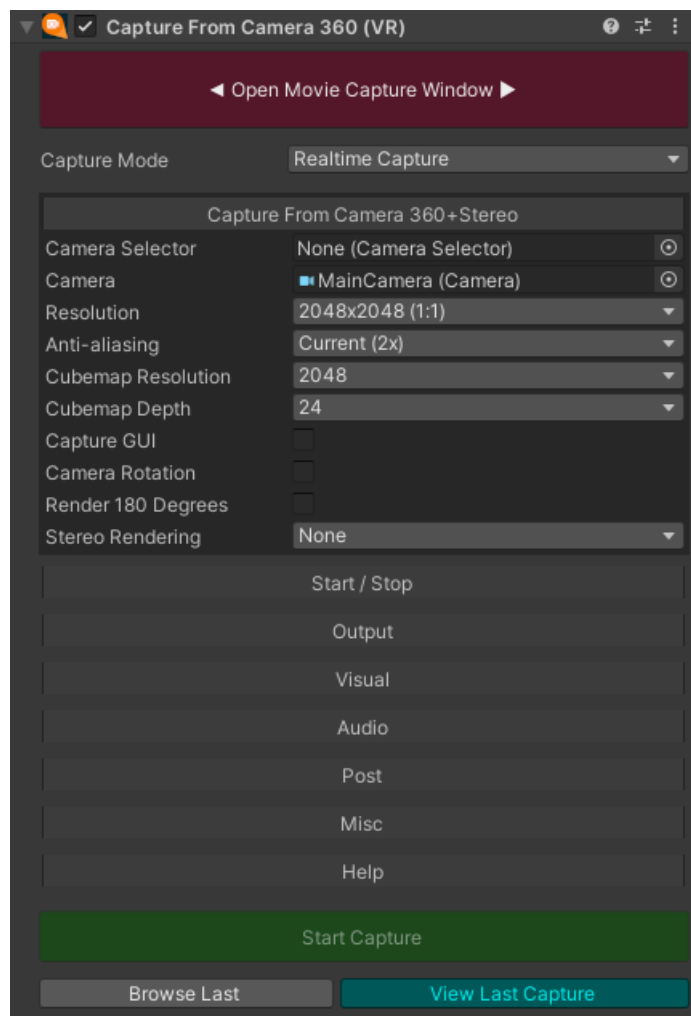 Capture From Camera 360 (VR)
◄ Open Movie Capture Window ►
Capture Mode Realtime Capture
Capture From Camera 360+Stereo
Camera Selector None (Camera Selector)
Camera MainCamera (Camera)
Resolution 2048x2048 (1:1)
Anti-aliasing Current (2x)
Cubemap Resolution 2048
Cubemap Depth 24
Capture GUI
Camera Rotation
Render 180 Degrees
Stereo Rendering None
Start / Stop
Output
Visual
Audio
Post
Misc
Help
Start Capture
Browse Last View Last Capture